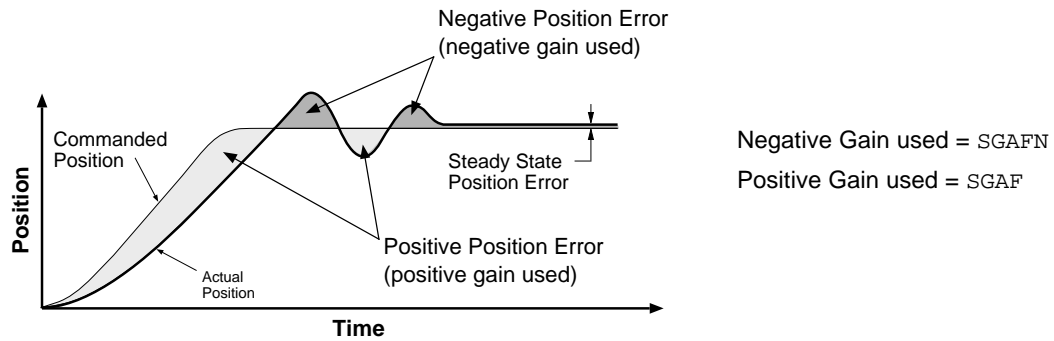 Negative Position Error
(negative gain used)
Commanded
Position
Steady State
Position Error
Negative Gain used = SGAFN
Positive Gain used = SGAF
Position
Positive Position Error
(positive gain used)
Actual
Position
Time